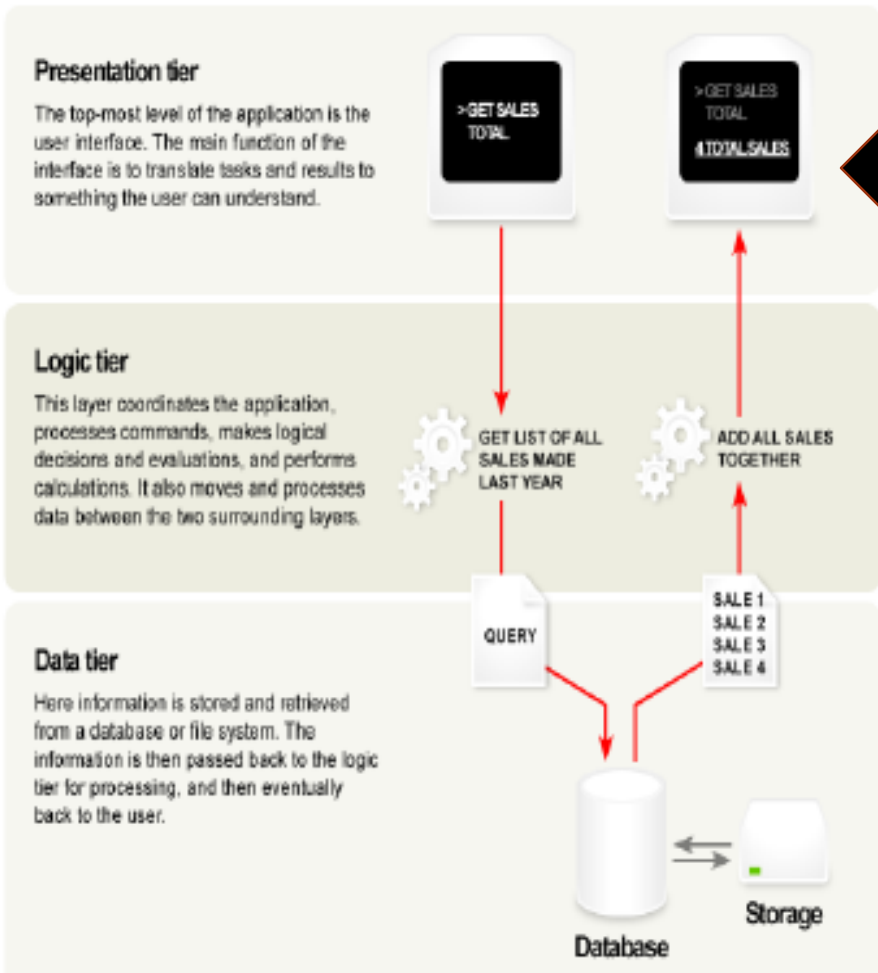 Presentation tier
The top-most level of the application is the
user interface. The main function of the
interface is to translate tasks and results to
something the user can understand.
>GET SALES
TOTAL
>GET SALES
TOTAL
4 TOTAL SALES
Logic tier
This layer coordinates the application,
processes commands, makes logical
decisions and evaluations, and performs
calculations. It also moves and processes
data between the two surrounding layers.
GET LIST OF ALL
SALES MADE
LAST YEAR
ADD ALL SALES
TOGETHER
QUERY
SALE 1
SALE 2
SALE 3
SALE 4
Data tier
Here information is stored and retrieved
from a database or file system. The
information is then passed back to the logic
tier for processing, and then eventually
back to the user.
Database
Storage